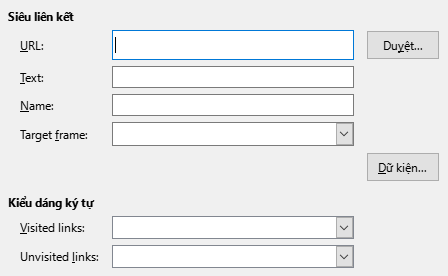 Siêu liên kết
URL:
Duyệt...
Text:
Name:
Target frame:
Dữ kiện...
Kiểu dáng ký tự
Visited links:
Unvisited links: